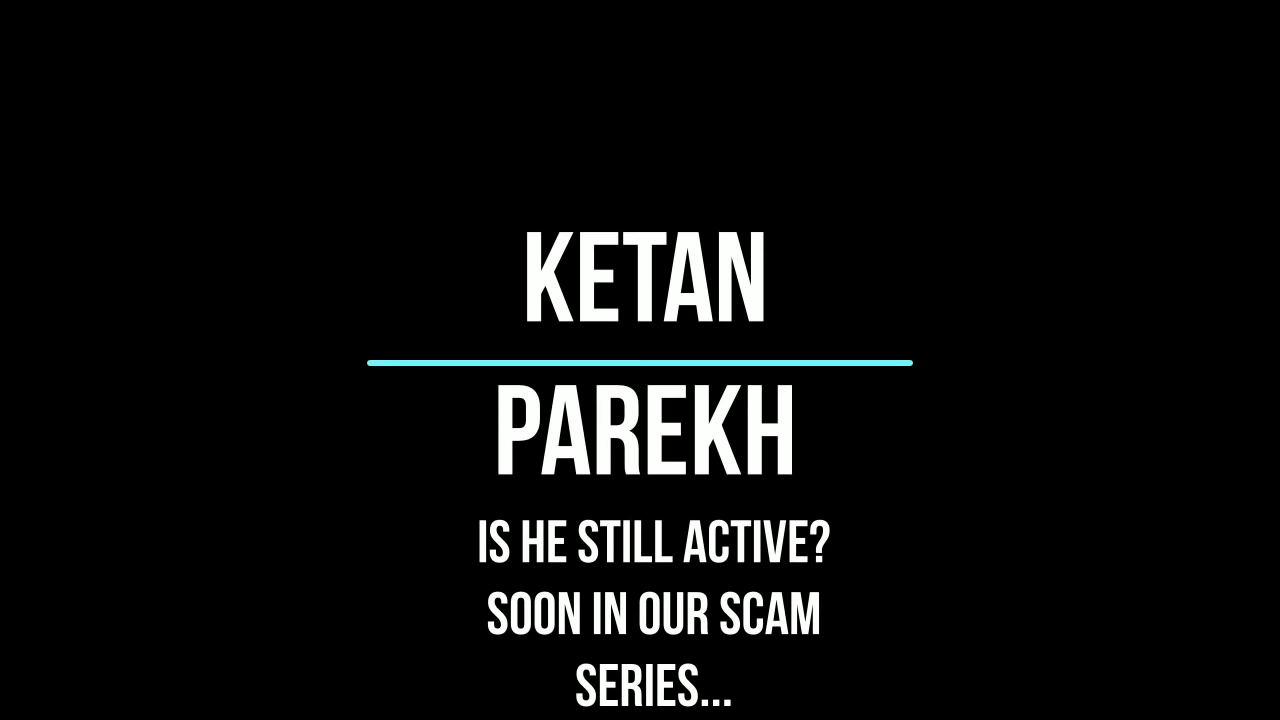 KETAN
PAREKH
IS HE STILL ACTIVE?
SOON IN OUR SCAM
SERIES...